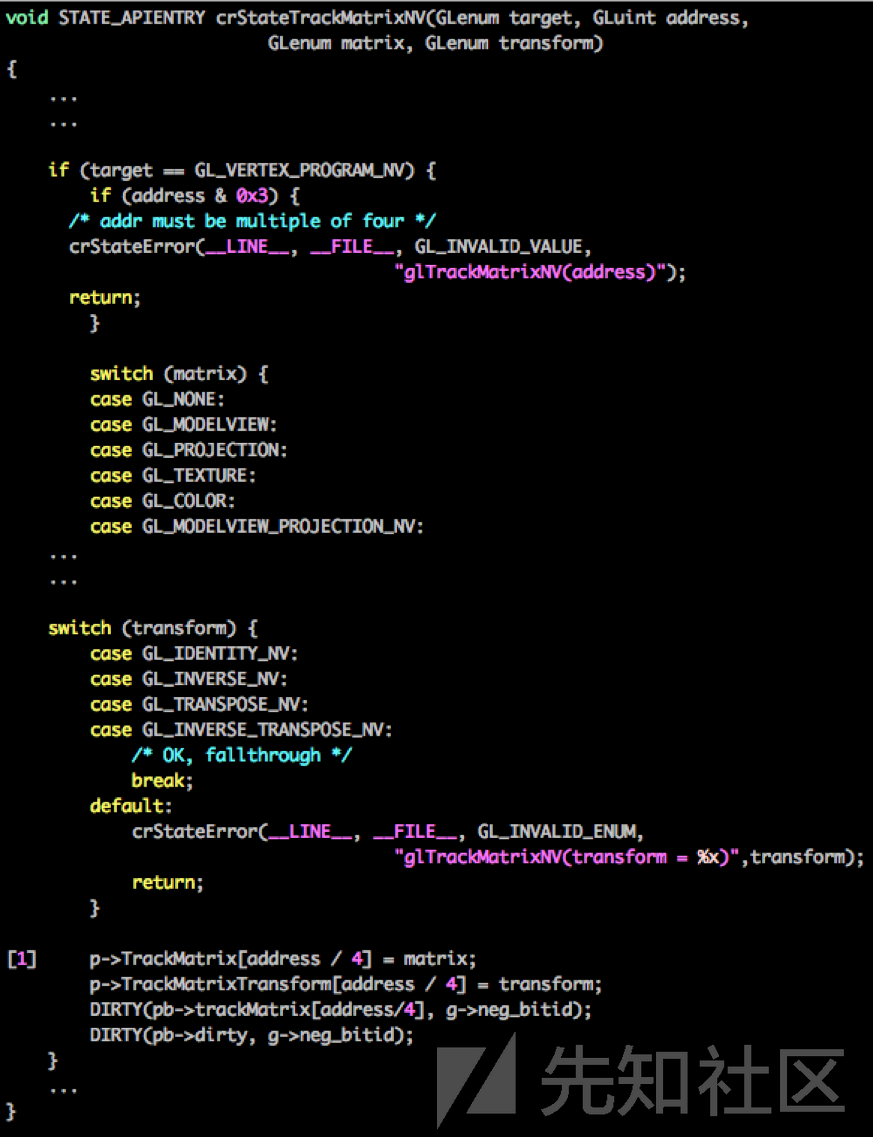 void STATE_APIENTRY crStateTrackMatrixNV(GLenum target, GLuint address,
                         GLenum matrix, GLenum transform)
{
    ...
    ...

    if (target == GL_VERTEX_PROGRAM_NV) {
        if (address & 0x3) {
      /* addr must be multiple of four */
      crStateError(__LINE__, __FILE__, GL_INVALID_VALUE,
                                     "glTrackMatrixNV(address)");
      return;
        }

        switch (matrix) {
        case GL_NONE:
        case GL_MODELVIEW:
        case GL_PROJECTION:
        case GL_TEXTURE:
        case GL_COLOR:
        case GL_MODELVIEW_PROJECTION_NV:
    ...
    ...

    switch (transform) {
        case GL_IDENTITY_NV:
        case GL_INVERSE_NV:
        case GL_TRANSPOSE_NV:
        case GL_INVERSE_TRANSPOSE_NV:
            /* OK, fallthrough */
            break;
        default:
            crStateError(__LINE__, __FILE__, GL_INVALID_ENUM,
                                     "glTrackMatrixNV(transform = %x)",transform);
            return;
        }

[1]     p->TrackMatrix[address / 4] = matrix;
        p->TrackMatrixTransform[address / 4] = transform;
        DIRTY(pb->trackMatrix[address/4], g->neg_bitid);
        DIRTY(pb->dirty, g->neg_bitid);
    }
    ...
}
先知社区